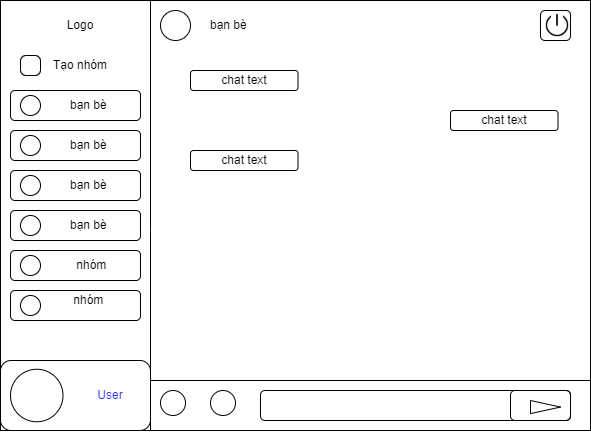 Logo
Tạo nhóm
bạn bè
bạn bè
bạn bè
bạn bè
nhóm
nhóm
User
bạn bè
chat text
chat text
chat text